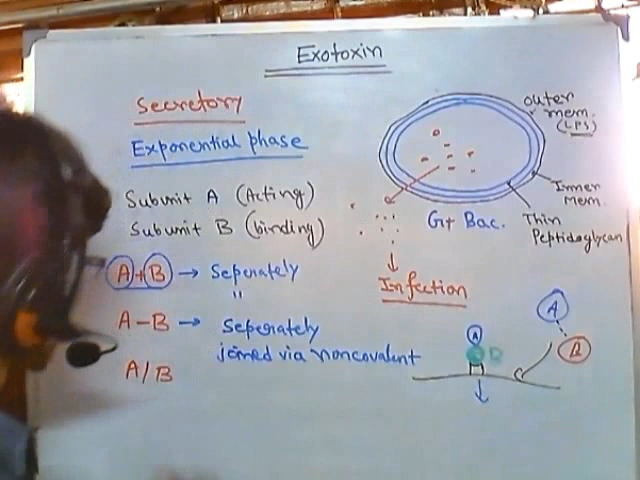 Exotoxin
Secretory
Exponential phase
Subunit A (Acting)
Subunit B (binding)
A+B → Seperately
"
A-B → Seperately
joined via noncovalent
A/B
outer
mem.
(LPS)
Inner
Mem.
Thin
Peptidoglycan
G+ Bac.
Infection
A
B
A
B